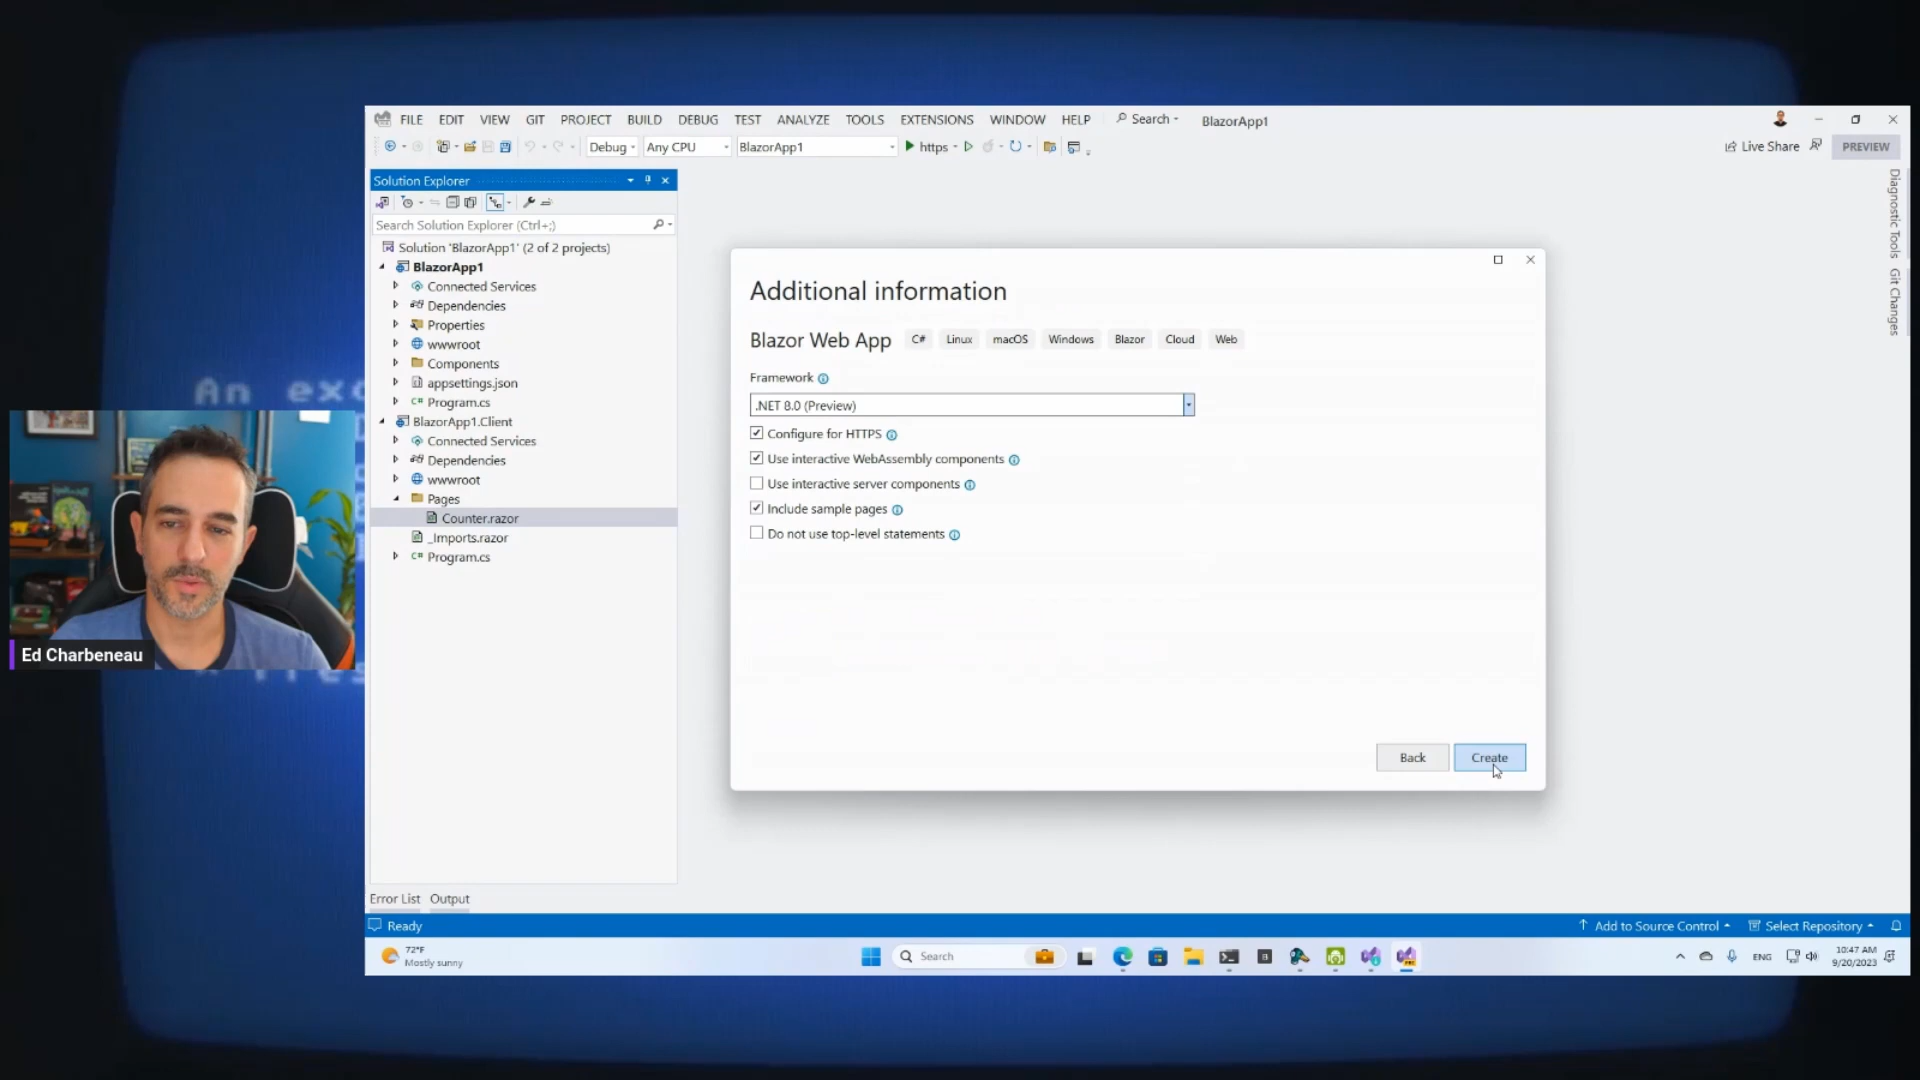 FILE EDIT VIEW GIT PROJECT BUILD DEBUG TEST ANALYZE TOOLS EXTENSIONS WINDOW HELP Search BlazorApp1
Debug Any CPU BlazorApp1 https Live Share PREVIEW
Solution Explorer
Search Solution Explorer (Ctrl+;)
Solution 'BlazorApp1' (2 of 2 projects)
BlazorApp1
Connected Services
Dependencies
Properties
wwwroot
Components
appsettings.json
C# Program.cs
BlazorApp1.Client
Connected Services
Dependencies
wwwroot
Pages
Counter.razor
_Imports.razor
C# Program.cs
Additional information
Blazor Web App C# Linux macOS Windows Blazor Cloud Web
Framework
.NET 8.0 (Preview)
Configure for HTTPS
Use interactive WebAssembly components
Use interactive server components
Include sample pages
Do not use top-level statements
Back Create
Diagnostic Tools
Git Changes
An exc
Ed Charbeneau
Error List Output
Ready Add to Source Control Select Repository
72°F
Mostly sunny
Search
ENG
10:47 AM
9/20/2023